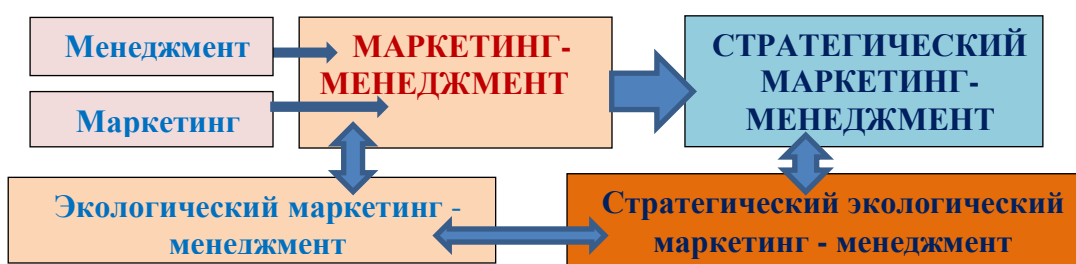 Менеджмент
Маркетинг
МАРКЕТИНГ-
МЕНЕДЖМЕНТ
СТРАТЕГИЧЕСКИЙ
МАРКЕТИНГ-
МЕНЕДЖМЕНТ
Экологический маркетинг -
менеджмент
Стратегический экологический
маркетинг - менеджмент